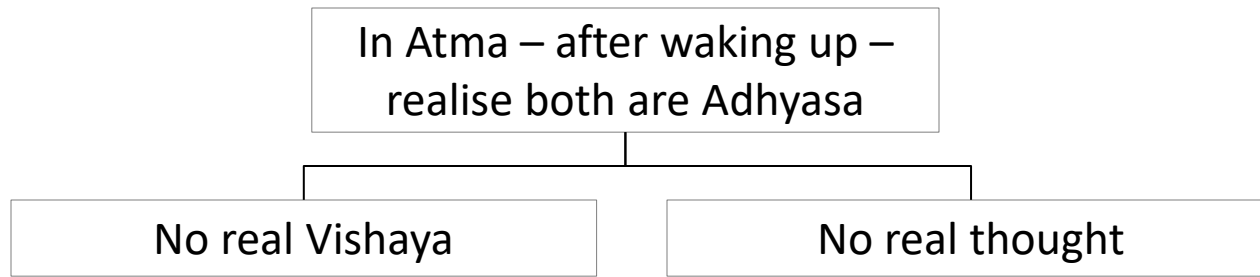 In Atma – after waking up –
realise both are Adhyasa
No real Vishaya
No real thought